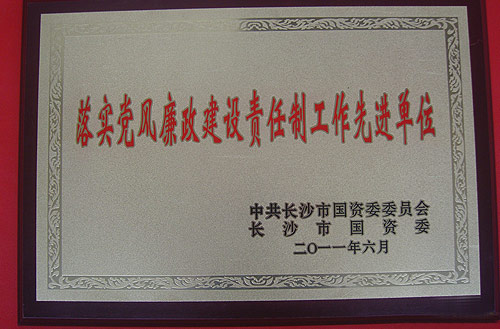 落实党风廉政建设责任制工作先进单位
中共长沙市国资委委员会
长沙市国资委
二〇一一年六月